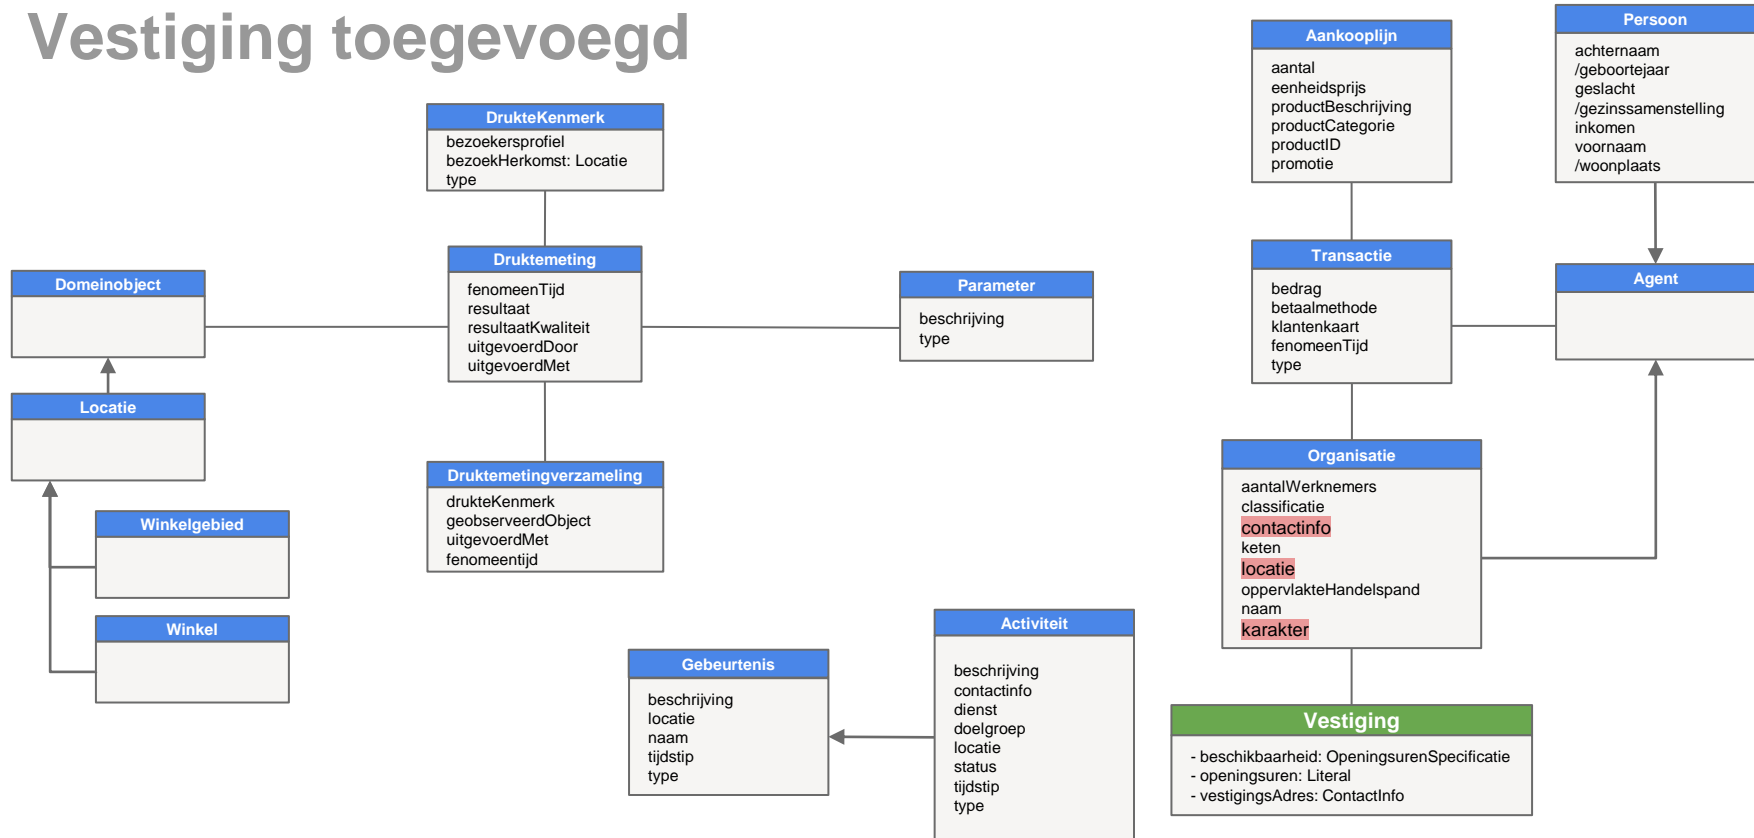 Vestiging toegevoegd
DrukteKenmerk
bezoekersprofiel
bezoekHerkomst: Locatie
type
Domeinobject
Druktemeting
fenomeenTijd
resultaat
resultaatKwaliteit
uitgevoerdDoor
uitgevoerdMet
Parameter
beschrijving
type
Locatie
Druktemetingverzameling
drukteKenmerk
geobserveerdObject
uitgevoerdMet
fenomeentijd
Winkelgebied
Winkel
Gebeurtenis
beschrijving
locatie
naam
tijdstip
type
Activiteit
beschrijving
contactinfo
dienst
doelgroep
locatie
status
tijdstip
type
Aankooplijn
aantal
eenheidsprijs
productBeschrijving
productCategorie
productID
promotie
Persoon
achternaam
/geboortejaar
geslacht
/gezinssamenstelling
inkomen
voornaam
/woonplaats
Transactie
bedrag
betaalmethode
klantenkaart
fenomeenTijd
type
Agent
Organisatie
aantalWerknemers
classificatie
contactinfo
keten
locatie
oppervlakteHandelspand
naam
karakter
Vestiging
- beschikbaarheid: OpeningsurenSpecificatie
- openingsuren: Literal
- vestigingsAdres: ContactInfo